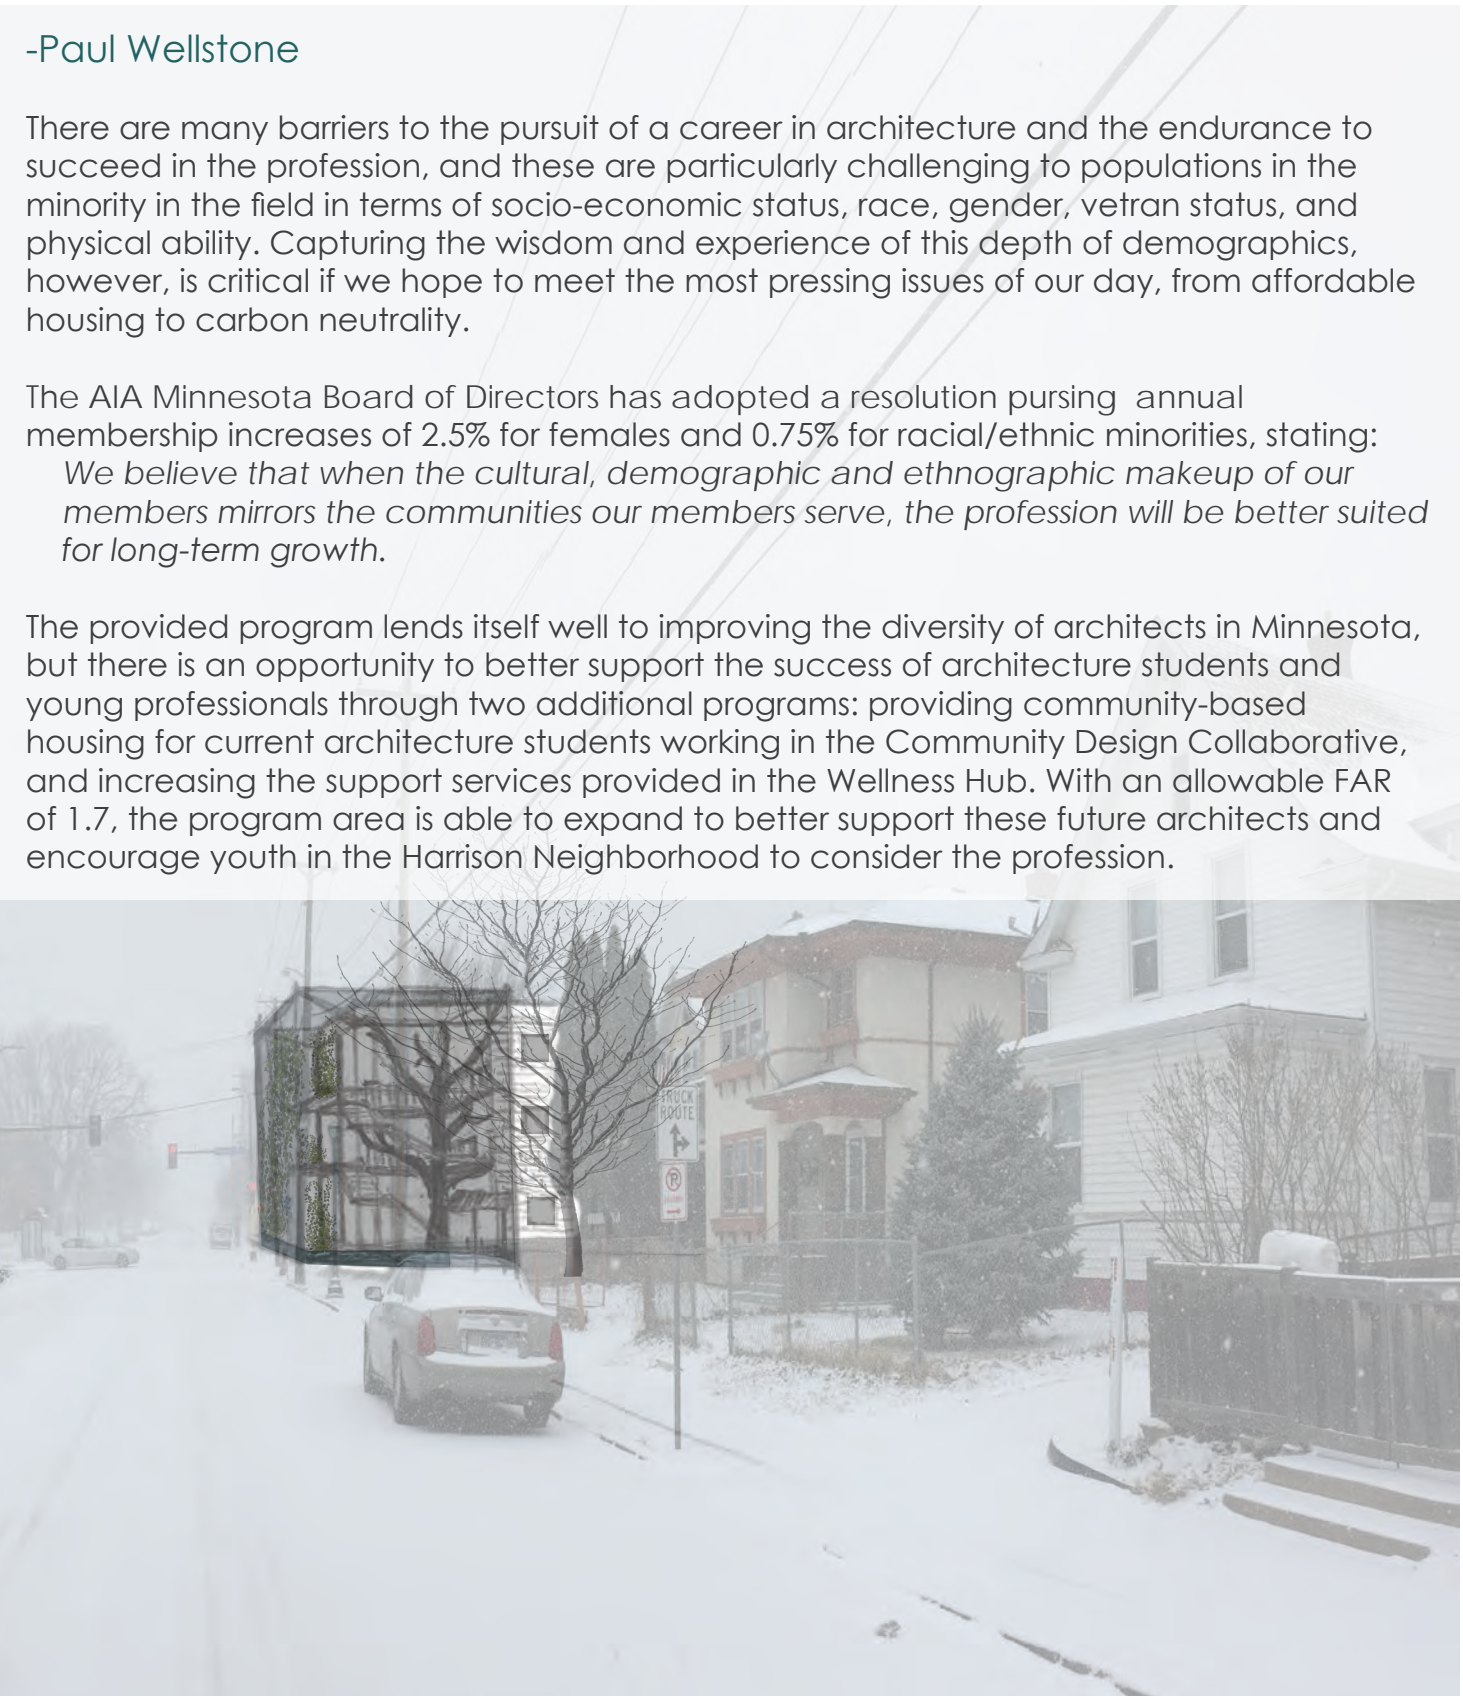 -Paul Wellstone
There are many barriers to the pursuit of a career in architecture and the endurance to
succeed in the profession, and these are particularly challenging to populations in the
minority in the field in terms of socio-economic status, race, gender, vetran status, and
physical ability. Capturing the wisdom and experience of this depth of demographics,
however, is critical if we hope to meet the most pressing issues of our day, from affordable
housing to carbon neutrality.
The AIA Minnesota Board of Directors has adopted a resolution pursing  annual
membership increases of 2.5% for females and 0.75% for racial/ethnic minorities, stating:
We believe that when the cultural, demographic and ethnographic makeup of our
members mirrors the communities our members serve, the profession will be better suited
for long-term growth.
The provided program lends itself well to improving the diversity of architects in Minnesota,
but there is an opportunity to better support the success of architecture students and
young professionals through two additional programs: providing community-based
housing for current architecture students working in the Community Design Collaborative,
and increasing the support services provided in the Wellness Hub. With an allowable FAR
of 1.7, the program area is able to expand to better support these future architects and
encourage youth in the Harrison Neighborhood to consider the profession.
TRUCK
ROUTE
P